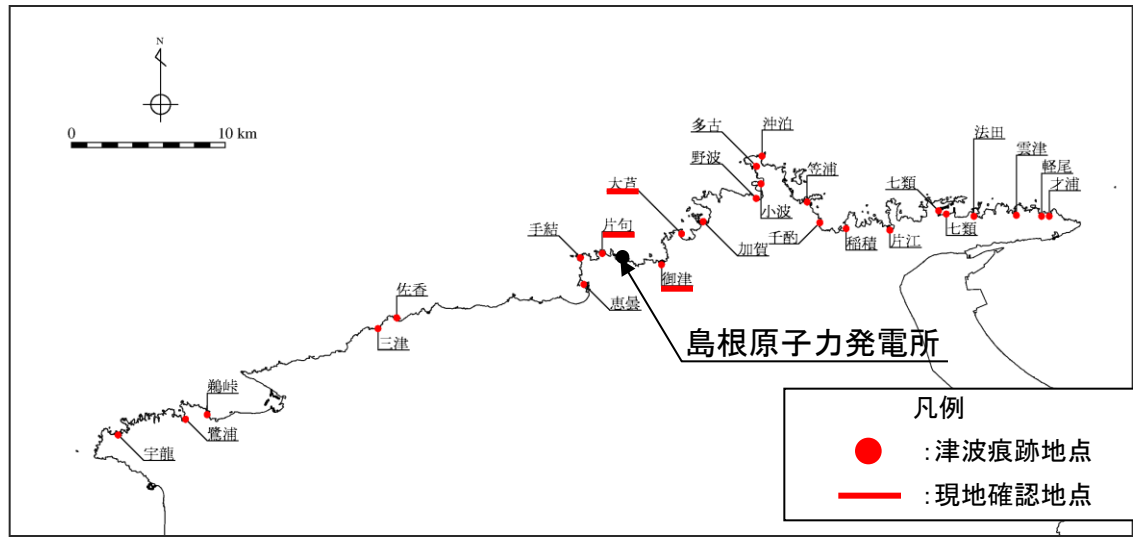 N
0 10 km
沖泊
多古
野波
法田
雲津
軽尾
才浦
笠浦
七類
大芦
小波
七類
手結
片句
加賀
千酌
稲積
片江
御津
恵曇
佐香
三津
島根原子力発電所
鵜峠
鷺浦
宇龍
凡例
:津波痕跡地点
:現地確認地点